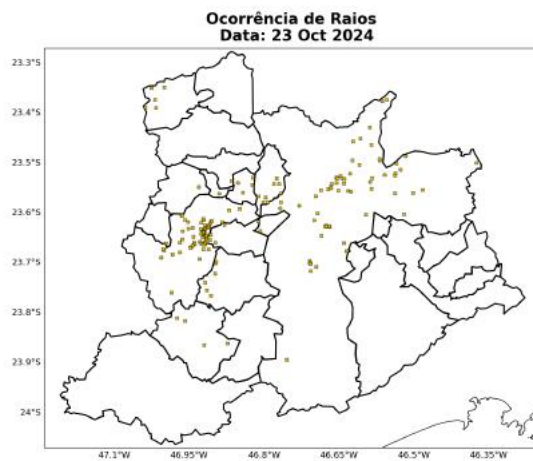 Ocorrência de Raios
Data: 23 Oct 2024
23.3°S
23.4°S
23.5°S
23.6°S
23.7°S
23.8°S
23.9°S
24°S
47.1°W
46.95°W
46.8°W
46.65°W
46.5°W
46.35°W